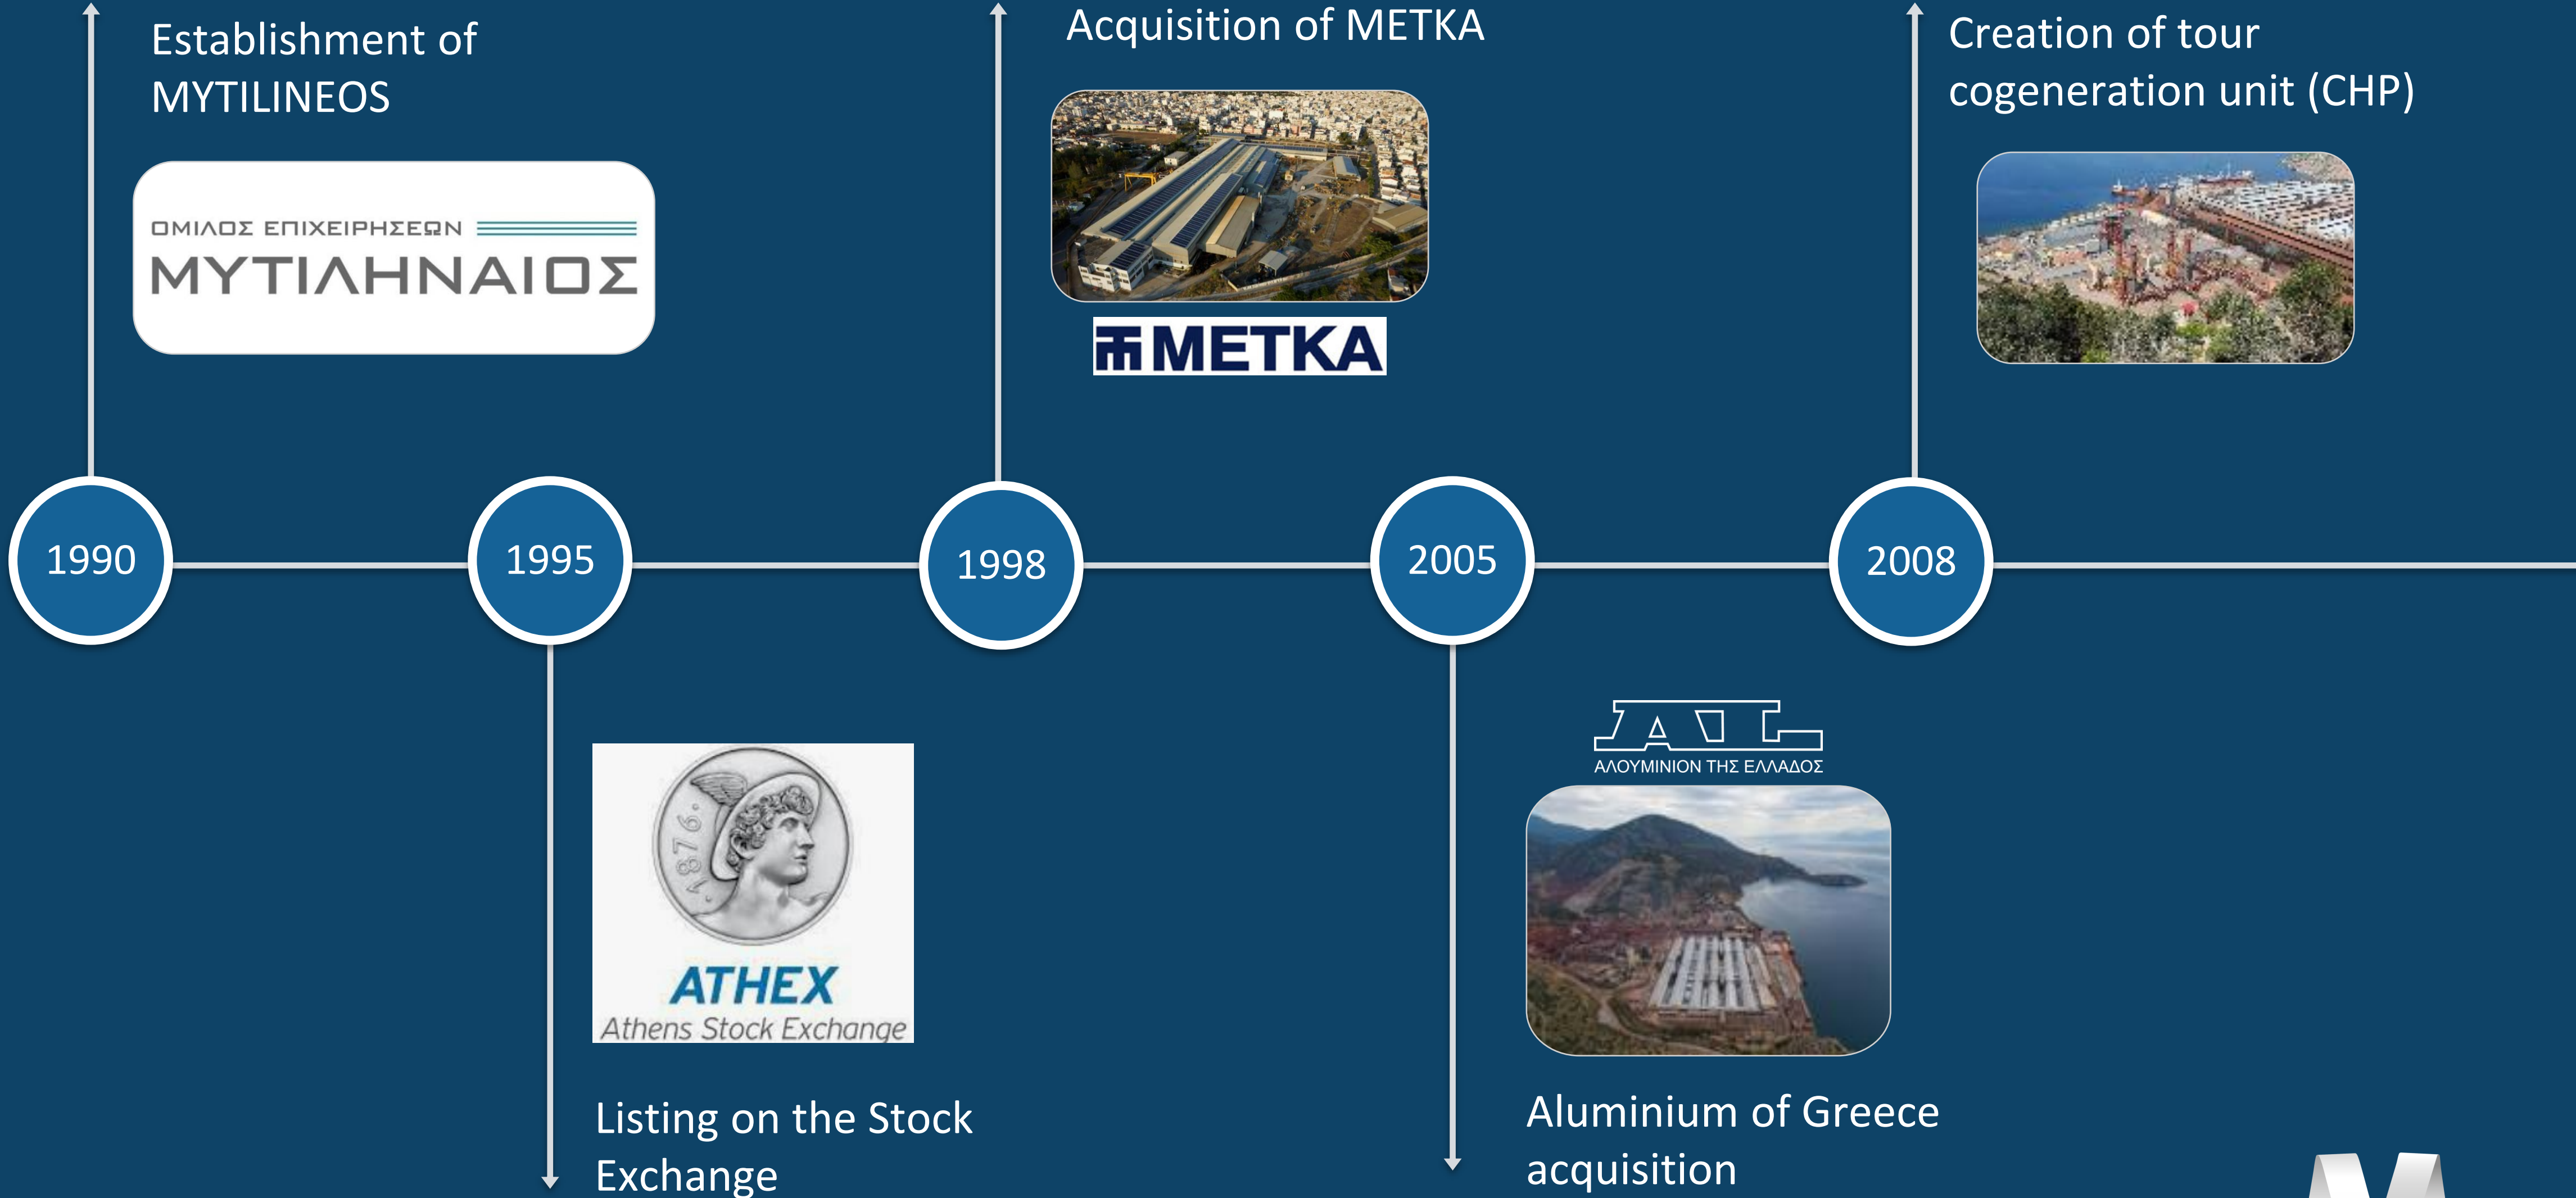 Establishment of
MYTILINEOS
ΟΜΙΛΟΣ ΕΠΙΧΕΙΡΗΣΕΩΝ
ΜΥΤΙΛΗΝΑΙΟΣ
Acquisition of METKA
METKA
Creation of tour
cogeneration unit (CHP)
1990
1995
1998
2005
2008
1876
ATHEX
Athens Stock Exchange
Listing on the Stock
Exchange
ΑΛΟΥΜΙΝΙΟΝ ΤΗΣ ΕΛΛΑΔΟΣ
Aluminium of Greece
acquisition